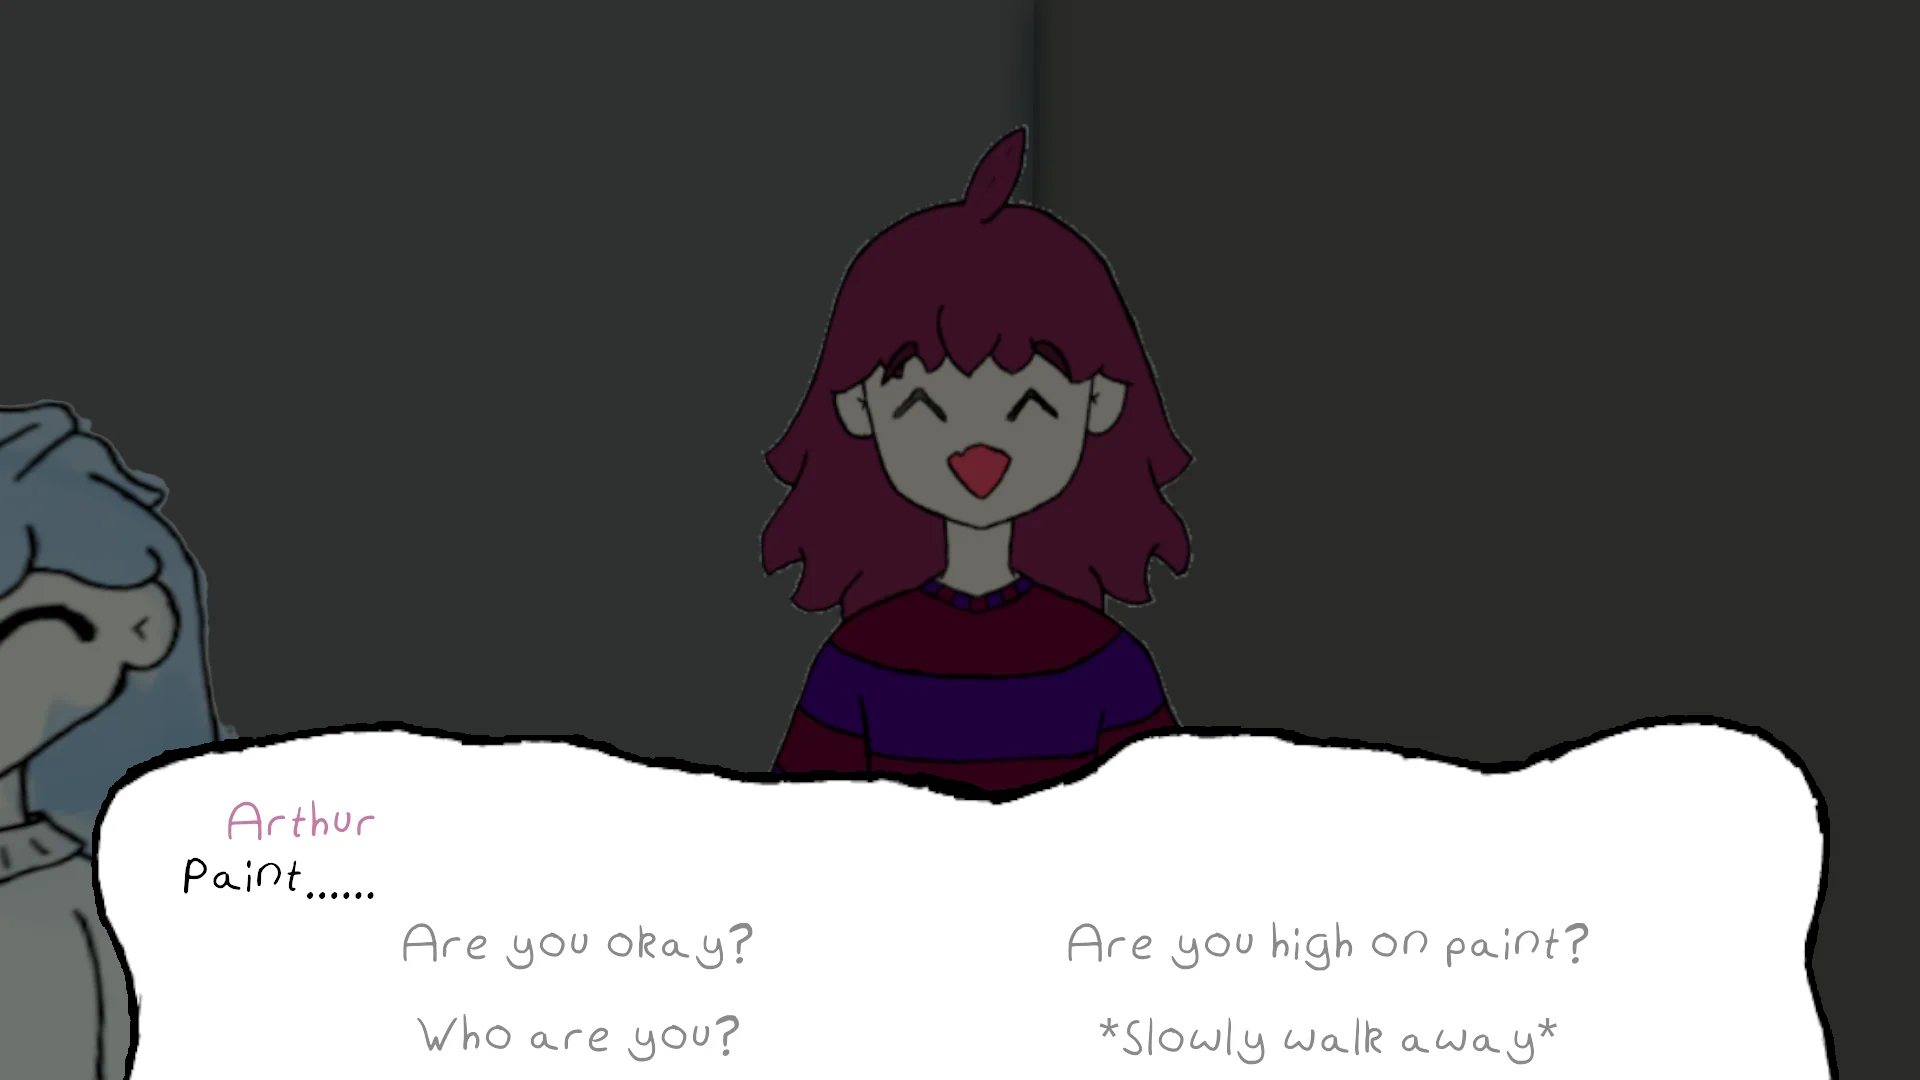 Arthur
Paint......
Are you okay?
Are you high on paint?
Who are you?
*Slowly walk away*